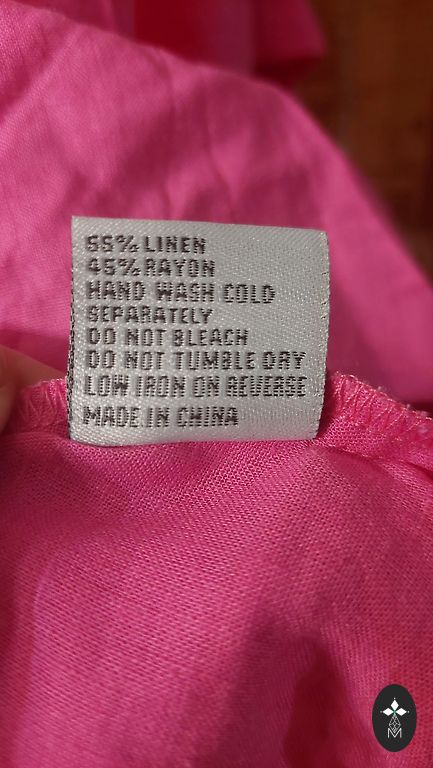 55% LINEN
45% RAYON
HAND WASH COLD
SEPARATELY
DO NOT BLEACH
DO NOT TUMBLE DRY
LOW IRON ON REVERSE
MADE IN CHINA
M